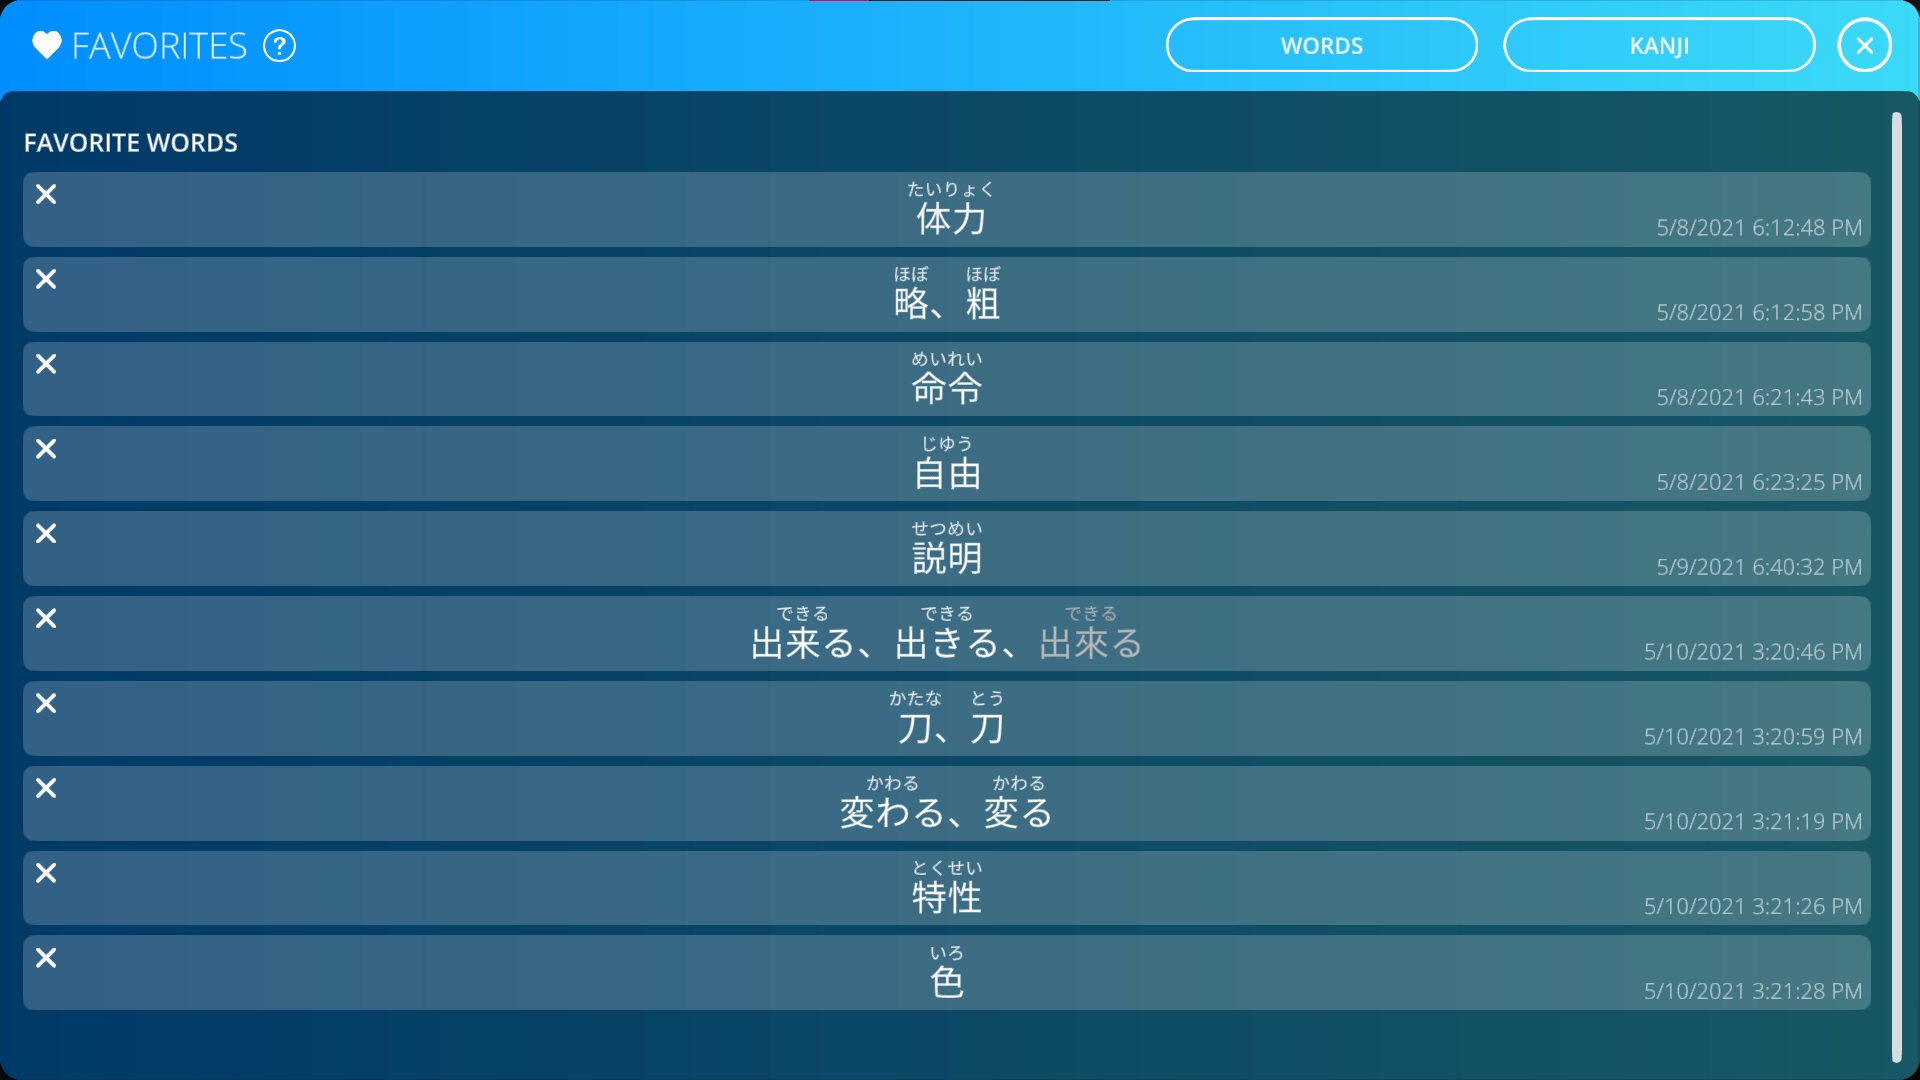 FAVORITES ?
WORDS
KANJI
FAVORITE WORDS
たいりょく
体力
5/8/2021 6:12:48 PM
ほぼ ほぼ
略、粗
5/8/2021 6:12:58 PM
めいれい
命令
5/8/2021 6:21:43 PM
じゆう
自由
5/8/2021 6:23:25 PM
せつめい
説明
5/9/2021 6:40:32 PM
できる できる できる
出来る、出きる、出來る
5/10/2021 3:20:46 PM
かたな とう
刀、刀
5/10/2021 3:20:59 PM
かわる かわる
変わる、変る
5/10/2021 3:21:19 PM
とくせい
特性
5/10/2021 3:21:26 PM
いろ
色
5/10/2021 3:21:28 PM